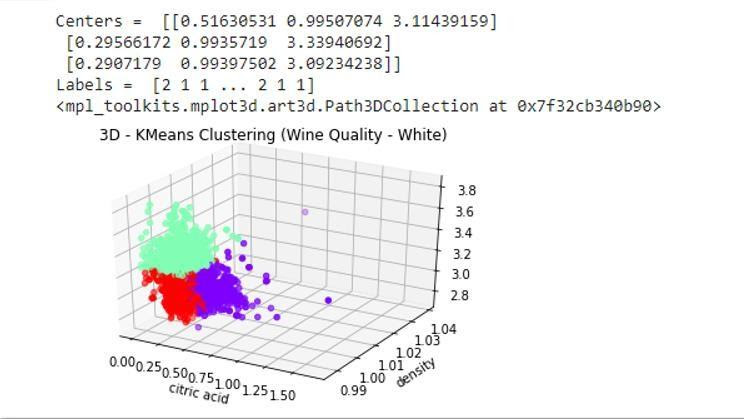 Centers =  [[0.51630531 0.99507074 3.11439159]
 [0.29566172 0.9935719  3.33940692]
 [0.2907179  0.99397502 3.09234238]]
Labels =  [2 1 1 ... 2 1 1]
<mpl_toolkits.mplot3d.art3d.Path3DCollection at 0x7f32cb340b90>
3D - KMeans Clustering (Wine Quality - White)
3.8
3.6
3.4
3.2
3.0
2.8
1.04
1.03
1.02
1.01
1.00
0.99
density
0.00 0.25 0.50 0.75 1.00 1.25 1.50
citric acid